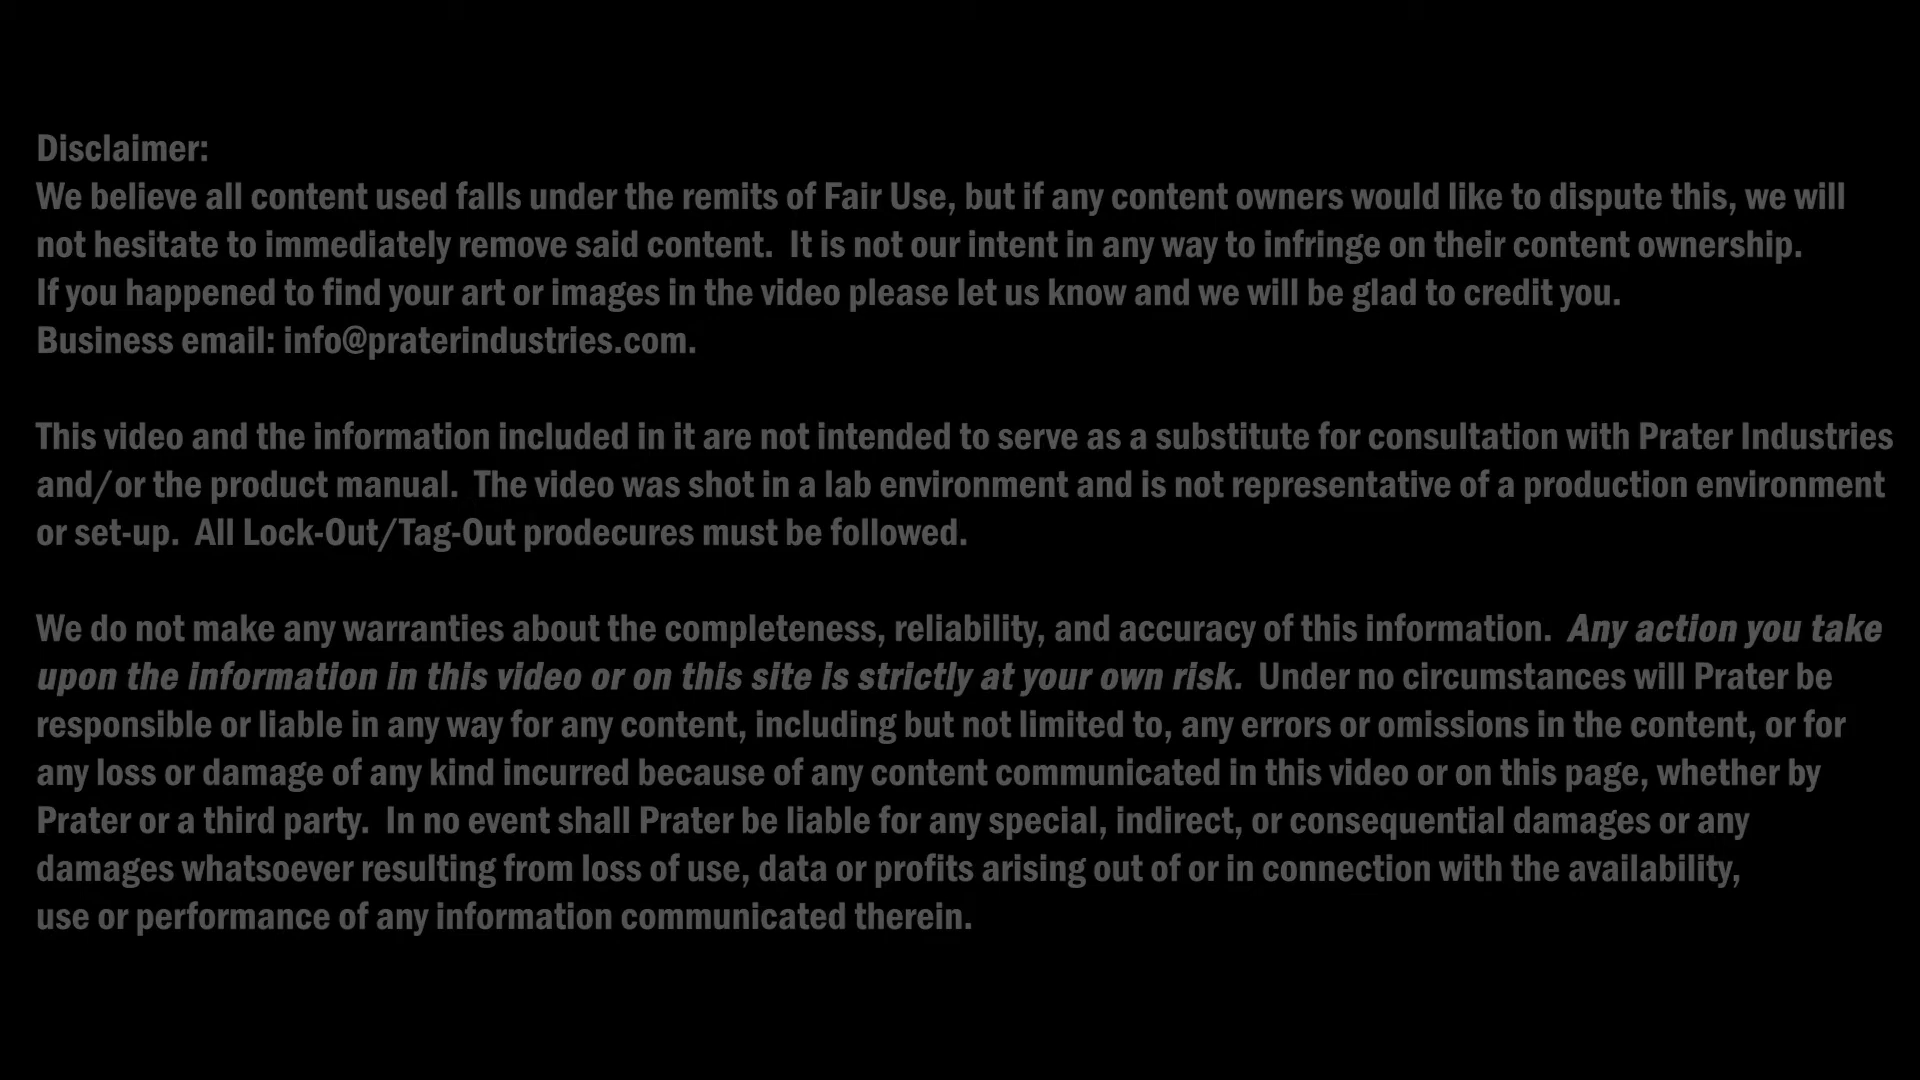 Disclaimer:
We believe all content used falls under the remits of Fair Use, but if any content owners would like to dispute this, we will
not hesitate to immediately remove said content.  It is not our intent in any way to infringe on their content ownership.
If you happened to find your art or images in the video please let us know and we will be glad to credit you.
Business email: info@praterindustries.com.
This video and the information included in it are not intended to serve as a substitute for consultation with Prater Industries
and/or the product manual.  The video was shot in a lab environment and is not representative of a production environment
or set-up.  All Lock-Out/Tag-Out prodecures must be followed.
We do not make any warranties about the completeness, reliability, and accuracy of this information.  Any action you take
upon the information in this video or on this site is strictly at your own risk.  Under no circumstances will Prater be
responsible or liable in any way for any content, including but not limited to, any errors or omissions in the content, or for
any loss or damage of any kind incurred because of any content communicated in this video or on this page, whether by
Prater or a third party.  In no event shall Prater be liable for any special, indirect, or consequential damages or any
damages whatsoever resulting from loss of use, data or profits arising out of or in connection with the availability,
use or performance of any information communicated therein.